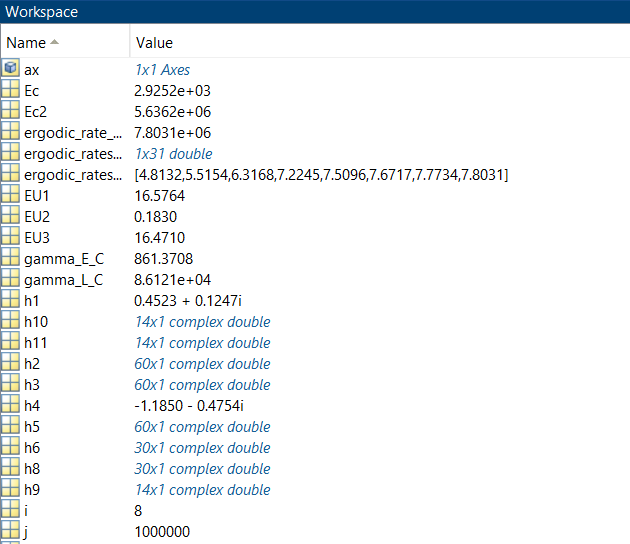 Workspace
Name Value
ax 1x1 Axes
Ec 2.9252e+03
Ec2 5.6362e+06
ergodic_rate_... 7.8031e+06
ergodic_rates... 1x31 double
ergodic_rates... [4.8132,5.5154,6.3168,7.2245,7.5096,7.6717,7.7734,7.8031]
EU1 16.5764
EU2 0.1830
EU3 16.4710
gamma_E_C 861.3708
gamma_L_C 8.6121e+04
h1 0.4523 + 0.1247i
h10 14x1 complex double
h11 14x1 complex double
h2 60x1 complex double
h3 60x1 complex double
h4 -1.1850 - 0.4754i
h5 60x1 complex double
h6 30x1 complex double
h8 30x1 complex double
h9 14x1 complex double
i 8
j 1000000